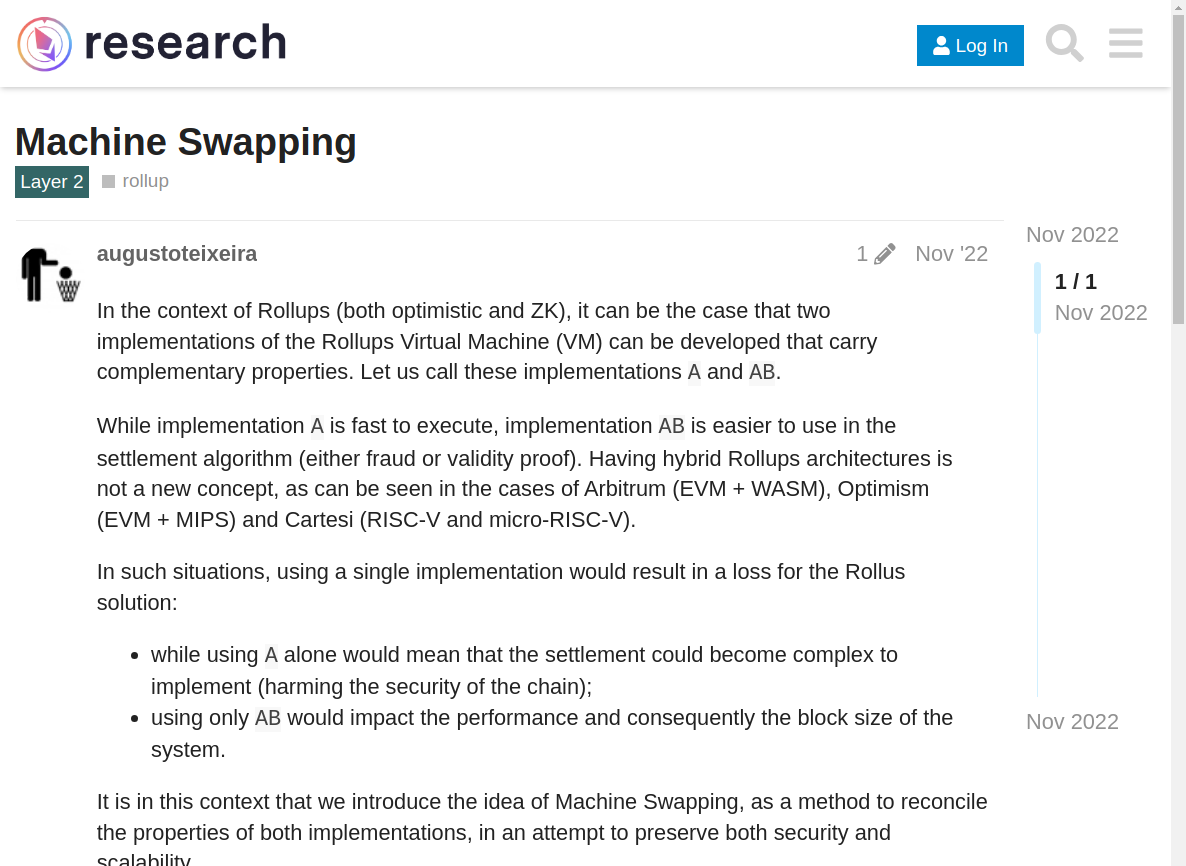 research
Log In
Machine Swapping
Layer 2 rollup
Nov 2022
augustoteixeira 1 Nov '22
1 / 1
Nov 2022
In the context of Rollups (both optimistic and ZK), it can be the case that two
implementations of the Rollups Virtual Machine (VM) can be developed that carry
complementary properties. Let us call these implementations A and AB.
While implementation A is fast to execute, implementation AB is easier to use in the
settlement algorithm (either fraud or validity proof). Having hybrid Rollups architectures is
not a new concept, as can be seen in the cases of Arbitrum (EVM + WASM), Optimism
(EVM + MIPS) and Cartesi (RISC-V and micro-RISC-V).
In such situations, using a single implementation would result in a loss for the Rollus
solution:
• while using A alone would mean that the settlement could become complex to
implement (harming the security of the chain);
• using only AB would impact the performance and consequently the block size of the
system.
Nov 2022
It is in this context that we introduce the idea of Machine Swapping, as a method to reconcile
the properties of both implementations, in an attempt to preserve both security and
scalability.